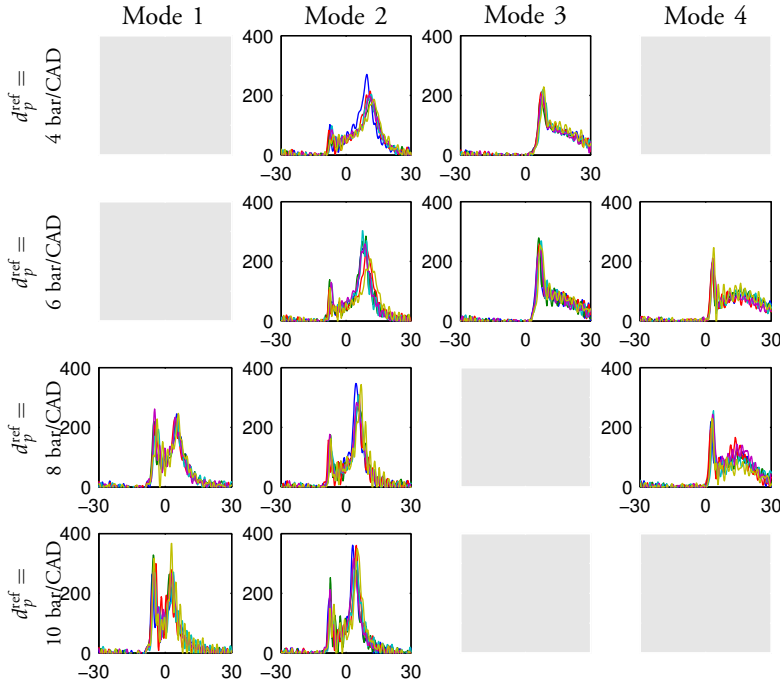 Mode 1 Mode 2 Mode 3 Mode 4
d_p^ref =
4 bar/CAD
400 400
200 200
0 0
−30 0 30 −30 0 30
d_p^ref =
6 bar/CAD
400 400 400
200 200 200
0 0 0
−30 0 30 −30 0 30 −30 0 30
d_p^ref =
8 bar/CAD
400 400 400
200 200 200
0 0 0
−30 0 30 −30 0 30 −30 0 30
d_p^ref =
10 bar/CAD
400 400
200 200
0 0
−30 0 30 −30 0 30